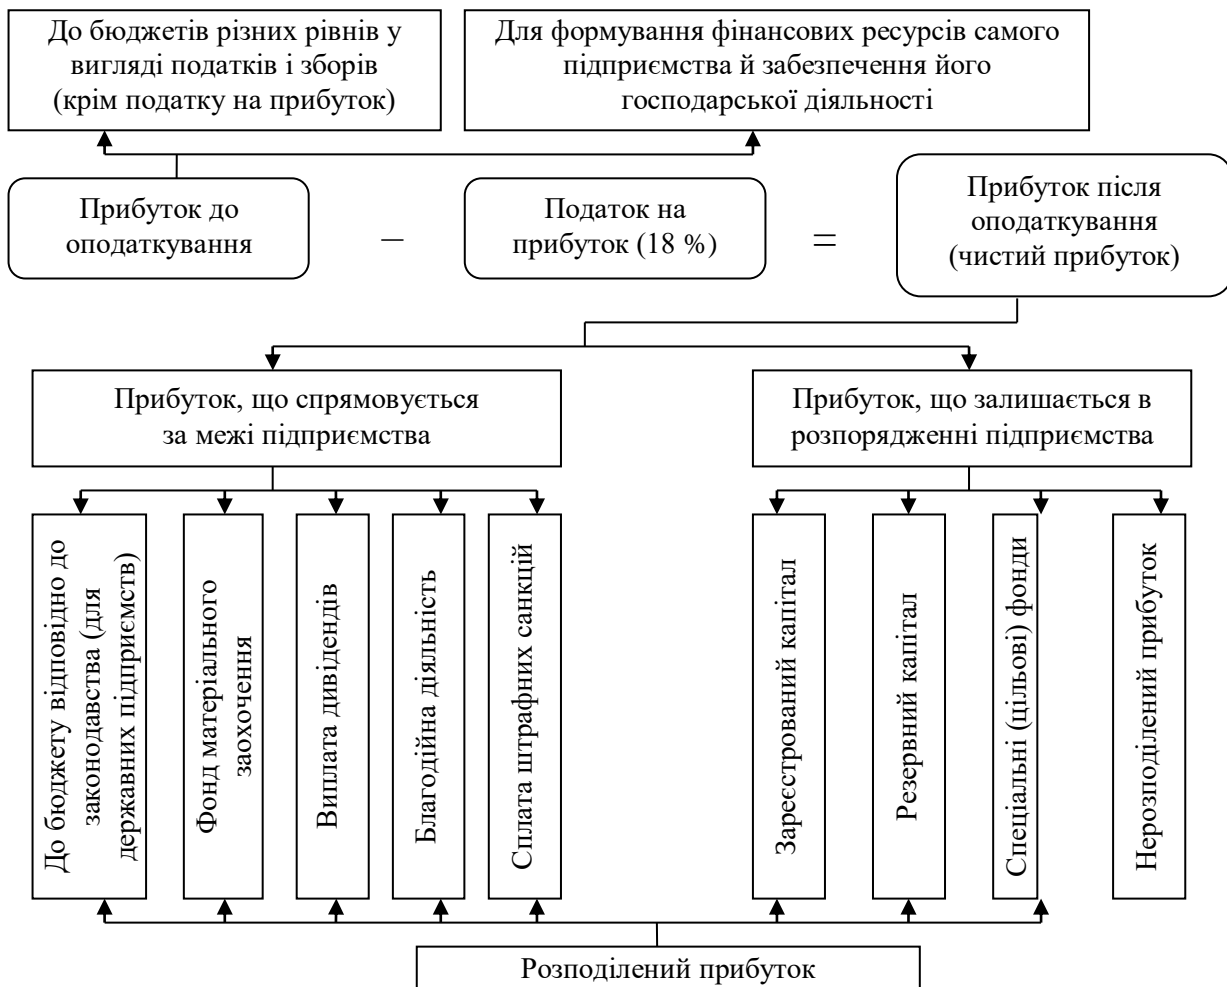 До бюджетів різних рівнів у
вигляді податків і зборів
(крім податку на прибуток)
Для формування фінансових ресурсів самого
підприємства й забезпечення його
господарської діяльності
Прибуток до
оподаткування
–
Податок на
прибуток (18 %)
=
Прибуток після
оподаткування
(чистий прибуток)
Прибуток, що спрямовується
за межі підприємства
Прибуток, що залишається в
розпорядженні підприємства
До бюджету відповідно до
законодавства (для
державних підприємств)
Фонд матеріального
заохочення
Виплата дивідендів
Благодійна діяльність
Сплата штрафних санкцій
Зареєстрований капітал
Резервний капітал
Спеціальні (цільові) фонди
Нерозподілений прибуток
Розподілений прибуток